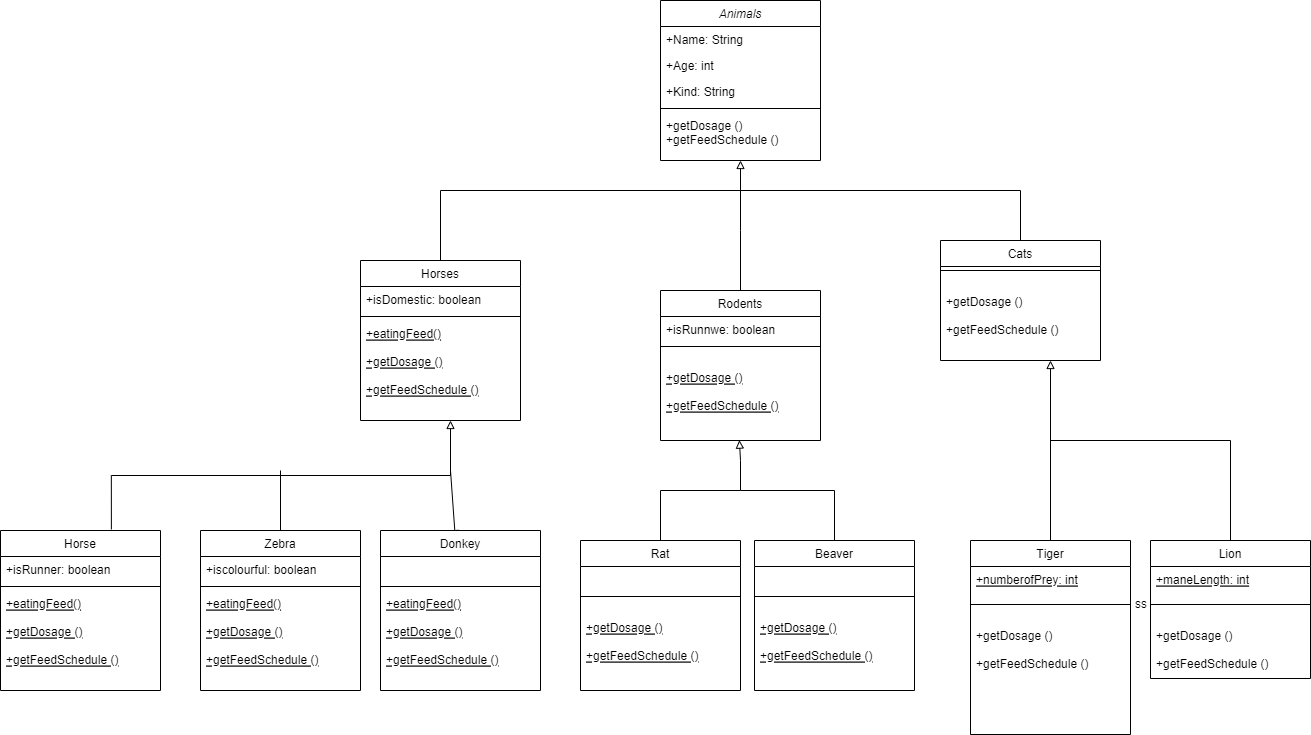 Animals
+Name: String
+Age: int
+Kind: String
+getDosage ()
+getFeedSchedule ()
Horses
+isDomestic: boolean
+eatingFeed()
+getDosage ()
+getFeedSchedule ()
Rodents
+isRunnwe: boolean
+getDosage ()
+getFeedSchedule ()
Cats
+getDosage ()
+getFeedSchedule ()
Horse
+isRunner: boolean
+eatingFeed()
+getDosage ()
+getFeedSchedule ()
Zebra
+iscolourful: boolean
+eatingFeed()
+getDosage ()
+getFeedSchedule ()
Donkey
+eatingFeed()
+getDosage ()
+getFeedSchedule ()
Rat
+getDosage ()
+getFeedSchedule ()
Beaver
+getDosage ()
+getFeedSchedule ()
Tiger
+numberofPrey: int
+getDosage ()
+getFeedSchedule ()
ss
Lion
+maneLength: int
+getDosage ()
+getFeedSchedule ()